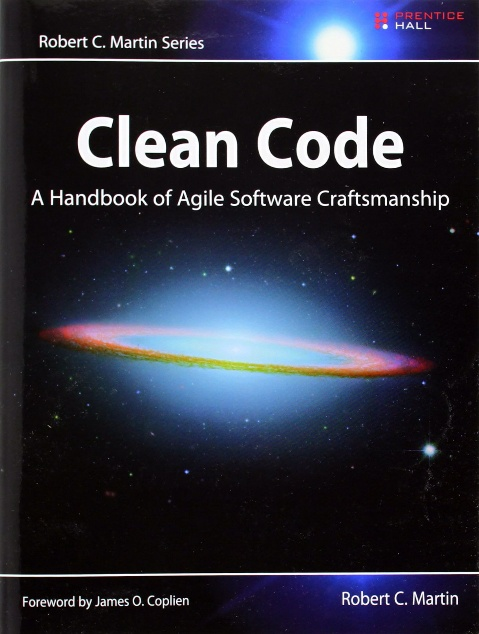 Robert C. Martin Series
PRENTICE
HALL
Clean Code
A Handbook of Agile Software Craftsmanship
Foreword by James O. Coplien
Robert C. Martin